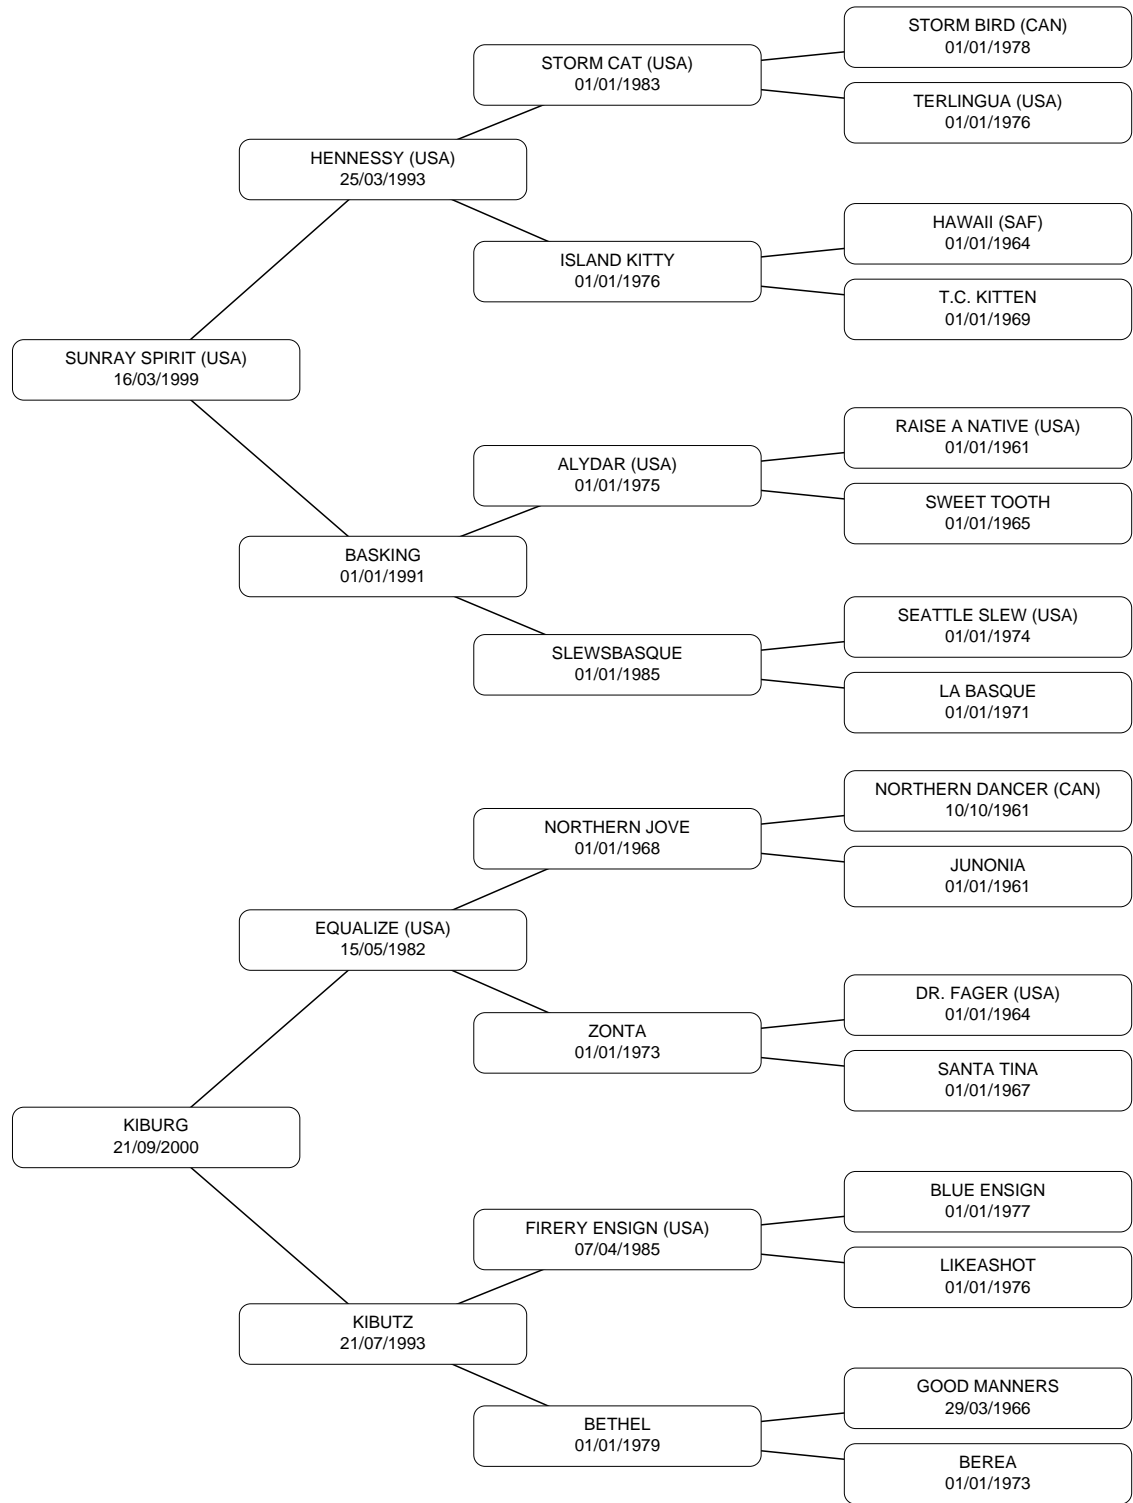 STORM BIRD (CAN)
01/01/1978
STORM CAT (USA)
01/01/1983
TERLINGUA (USA)
01/01/1976
HENNESSY (USA)
25/03/1993
HAWAII (SAF)
01/01/1964
ISLAND KITTY
01/01/1976
T.C. KITTEN
01/01/1969
SUNRAY SPIRIT (USA)
16/03/1999
RAISE A NATIVE (USA)
01/01/1961
ALYDAR (USA)
01/01/1975
SWEET TOOTH
01/01/1965
BASKING
01/01/1991
SEATTLE SLEW (USA)
01/01/1974
SLEWSBASQUE
01/01/1985
LA BASQUE
01/01/1971
NORTHERN DANCER (CAN)
10/10/1961
NORTHERN JOVE
01/01/1968
JUNONIA
01/01/1961
EQUALIZE (USA)
15/05/1982
DR. FAGER (USA)
01/01/1964
ZONTA
01/01/1973
SANTA TINA
01/01/1967
KIBURG
21/09/2000
BLUE ENSIGN
01/01/1977
FIRERY ENSIGN (USA)
07/04/1985
LIKEASHOT
01/01/1976
KIBUTZ
21/07/1993
GOOD MANNERS
29/03/1966
BETHEL
01/01/1979
BEREA
01/01/1973